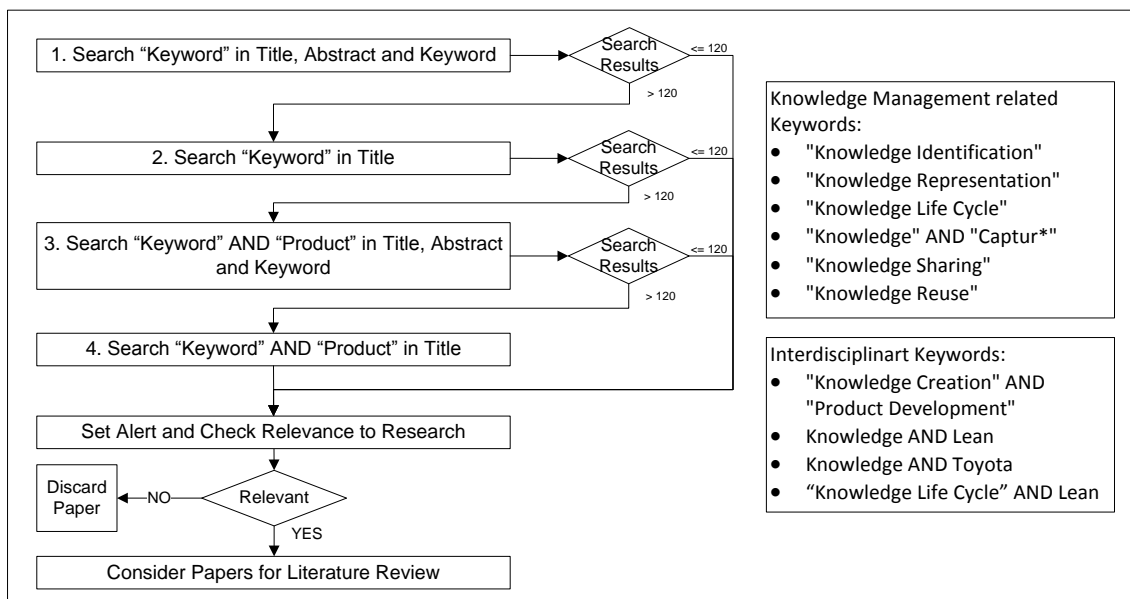 1. Search “Keyword” in Title, Abstract and Keyword
Search
Results
<= 120
> 120
2. Search “Keyword” in Title
Search
Results
<= 120
> 120
3. Search “Keyword” AND “Product” in Title, Abstract
and Keyword
Search
Results
<= 120
> 120
4. Search “Keyword” AND “Product” in Title
Set Alert and Check Relevance to Research
Relevant
NO
Discard
Paper
YES
Consider Papers for Literature Review
Knowledge Management related
Keywords:
• "Knowledge Identification"
• "Knowledge Representation"
• "Knowledge Life Cycle"
• "Knowledge" AND "Captur*"
• "Knowledge Sharing"
• "Knowledge Reuse"
Interdisciplinart Keywords:
• "Knowledge Creation" AND
"Product Development"
• Knowledge AND Lean
• Knowledge AND Toyota
• “Knowledge Life Cycle” AND Lean